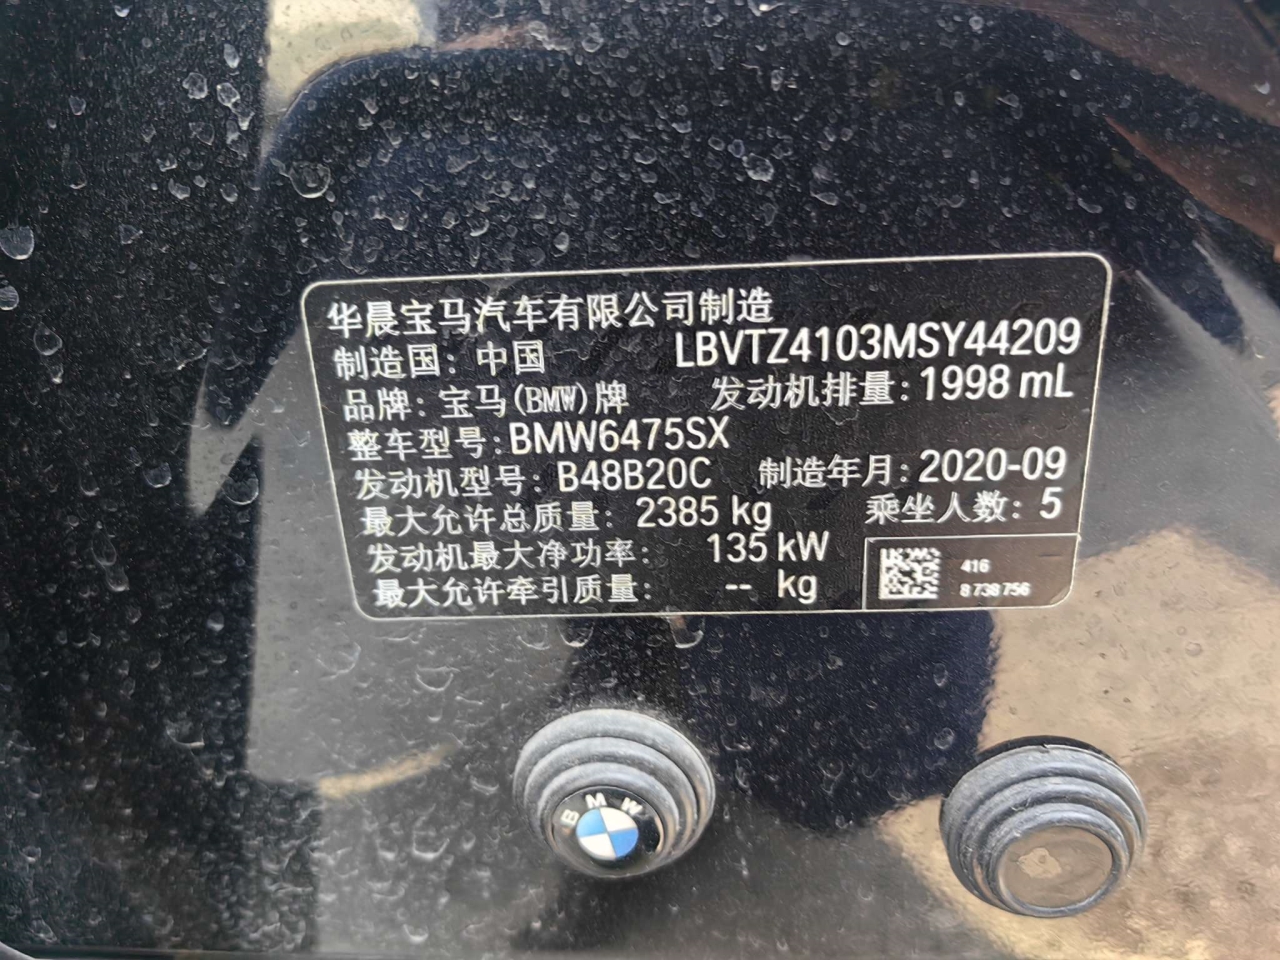 华晨宝马汽车有限公司制造
制造国：中国 LBVTZ4103MSY44209
品牌：宝马(BMW)牌 发动机排量：1998 mL
整车型号：BMW6475SX
发动机型号：B48B20C 制造年月：2020-09
最大允许总质量：2385 kg 乘坐人数：5
发动机最大净功率：135 kW
最大允许牵引质量：-- kg
416
8 738 756
BMW